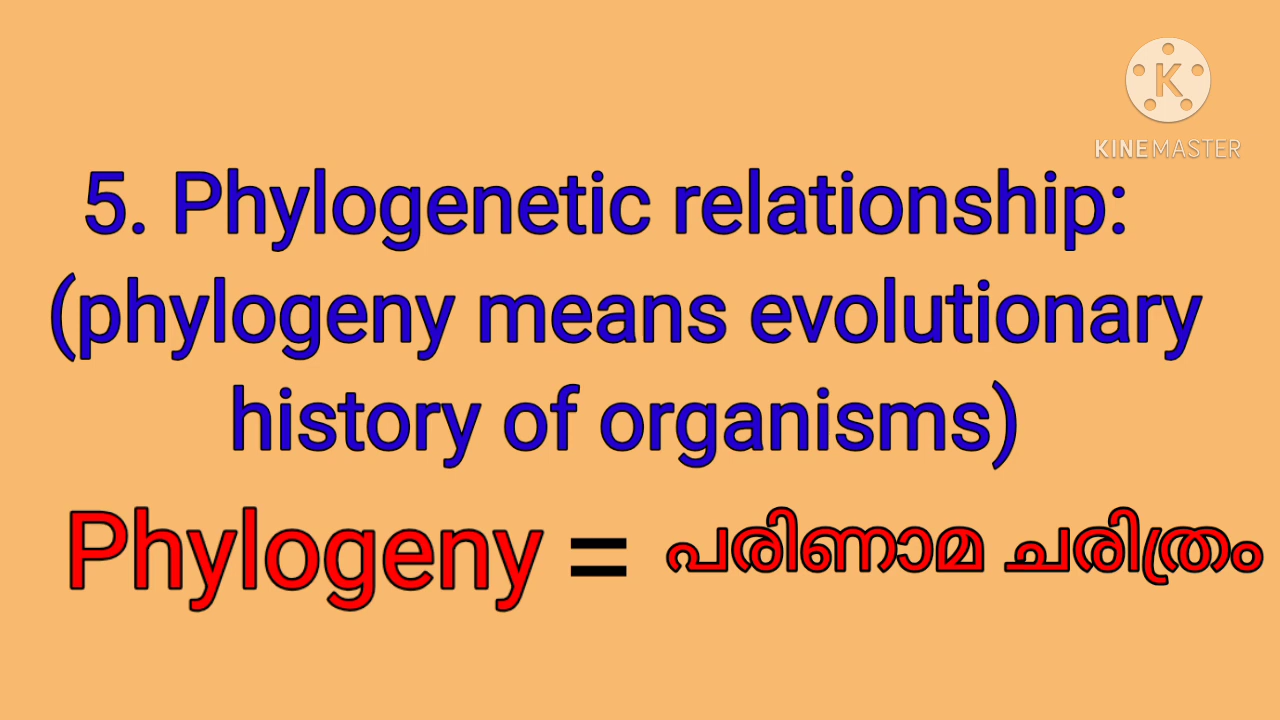 K
KINEMASTER
5. Phylogenetic relationship:
(phylogeny means evolutionary
history of organisms)
Phylogeny = പരിണാമ ചരിത്രം